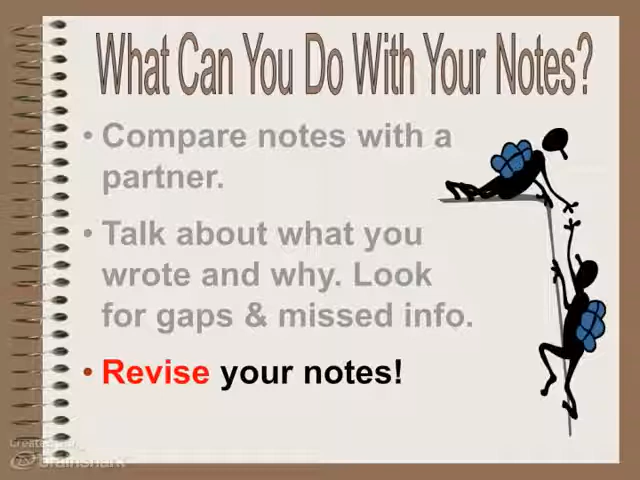 What Can You Do With Your Notes?
• Compare notes with a
partner.
• Talk about what you
wrote and why. Look
for gaps & missed info.
• Revise your notes!